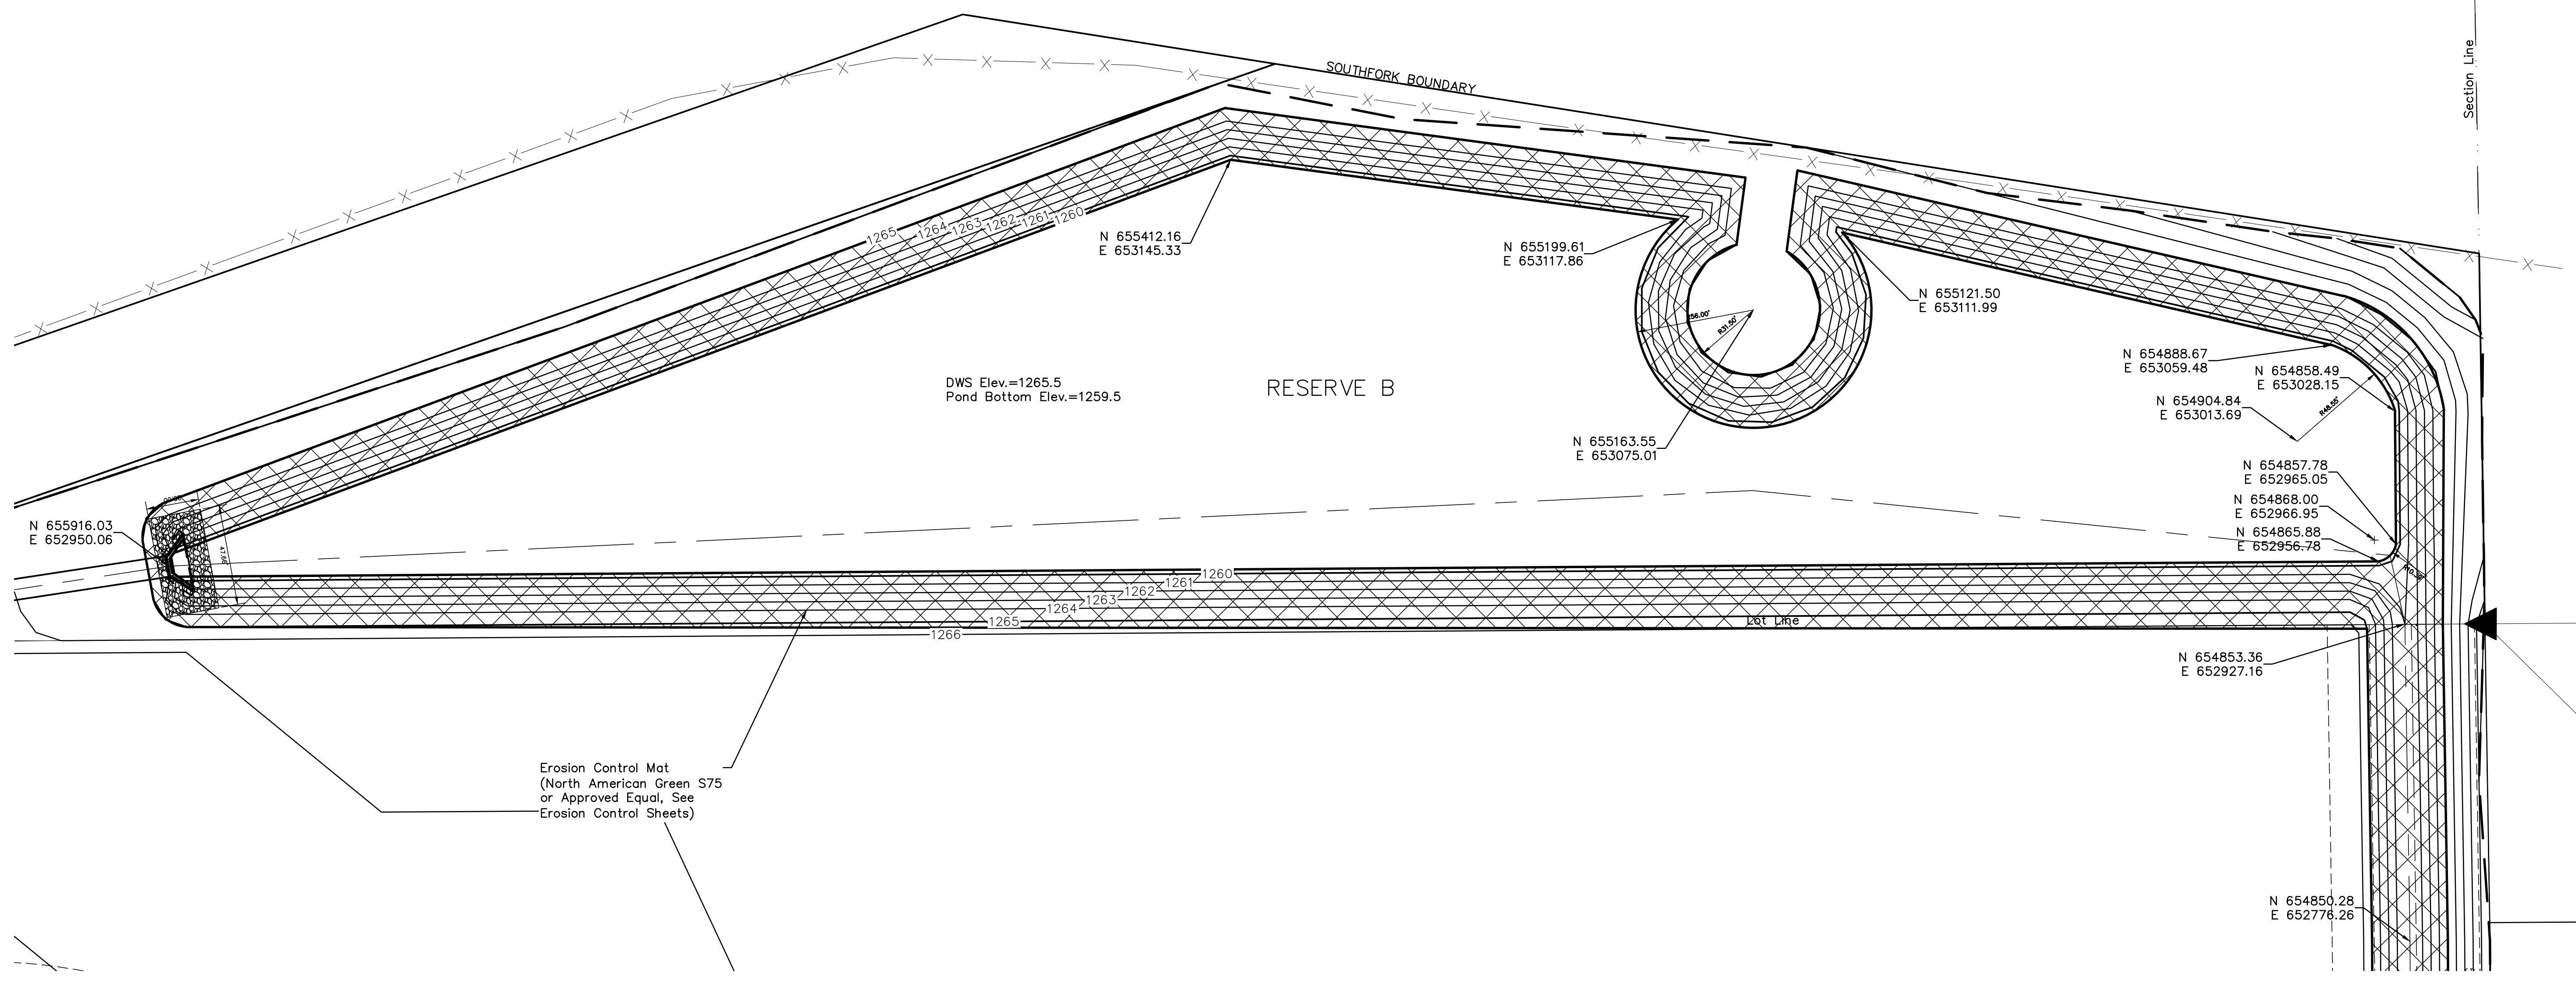 SOUTHFORK BOUNDARY
Section Line
1265
1264
1263
1262
1261
1260
N 655412.16
E 653145.33
N 655199.61
E 653117.86
N 655121.50
E 653111.99
R31.50'
N 654888.67
E 653059.48
N 654858.49
E 653028.15
N 654904.84
E 653013.69
R48.55'
DWS Elev.=1265.5
Pond Bottom Elev.=1259.5
RESERVE B
N 655163.55
E 653075.01
N 654857.78
E 652965.05
N 654868.00
E 652966.95
N 654865.88
E 652956.78
N 655916.03
E 652950.06
1260
1261
1262
1263
1264
1265
1266
Lot Line
N 654853.36
E 652927.16
Erosion Control Mat
(North American Green S75
or Approved Equal, See
Erosion Control Sheets)
N 654850.28
E 652776.26